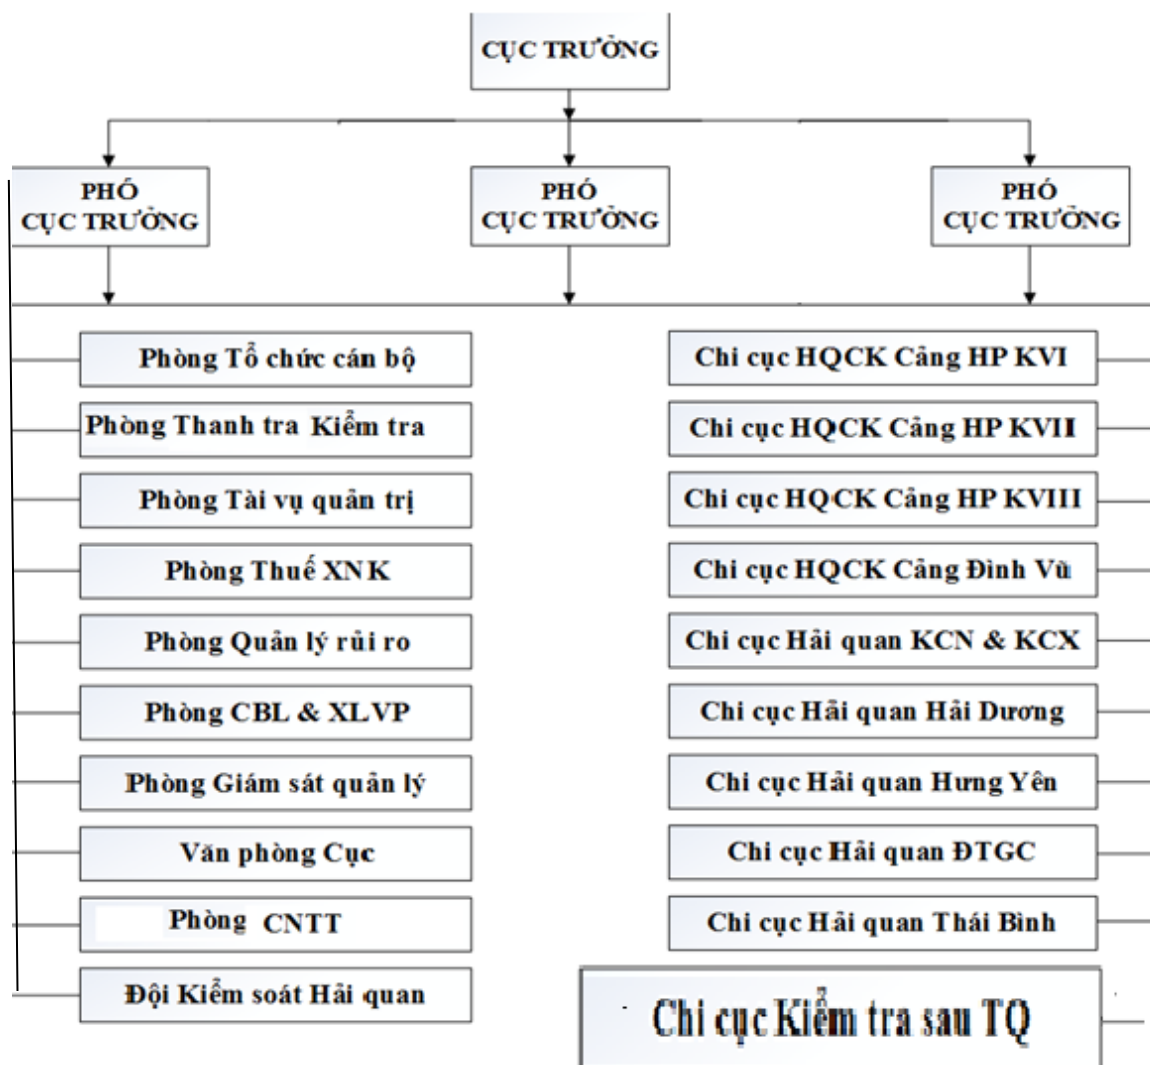 CỤC TRƯỞNG
PHÓ
CỤC TRƯỞNG
PHÓ
CỤC TRƯỞNG
PHÓ
CỤC TRƯỞNG
Phòng Tổ chức cán bộ
Phòng Thanh tra Kiểm tra
Phòng Tài vụ quản trị
Phòng Thuế XNK
Phòng Quản lý rủi ro
Phòng CBL & XLVP
Phòng Giám sát quản lý
Văn phòng Cục
Phòng CNTT
Đội Kiểm soát Hải quan
Chi cục HQCK Cảng HP KVI
Chi cục HQCK Cảng HP KVII
Chi cục HQCK Cảng HP KVIII
Chi cục HQCK Cảng Đình Vũ
Chi cục Hải quan KCN & KCX
Chi cục Hải quan Hải Dương
Chi cục Hải quan Hưng Yên
Chi cục Hải quan ĐTGC
Chi cục Hải quan Thái Bình
Chi cục Kiểm tra sau TQ